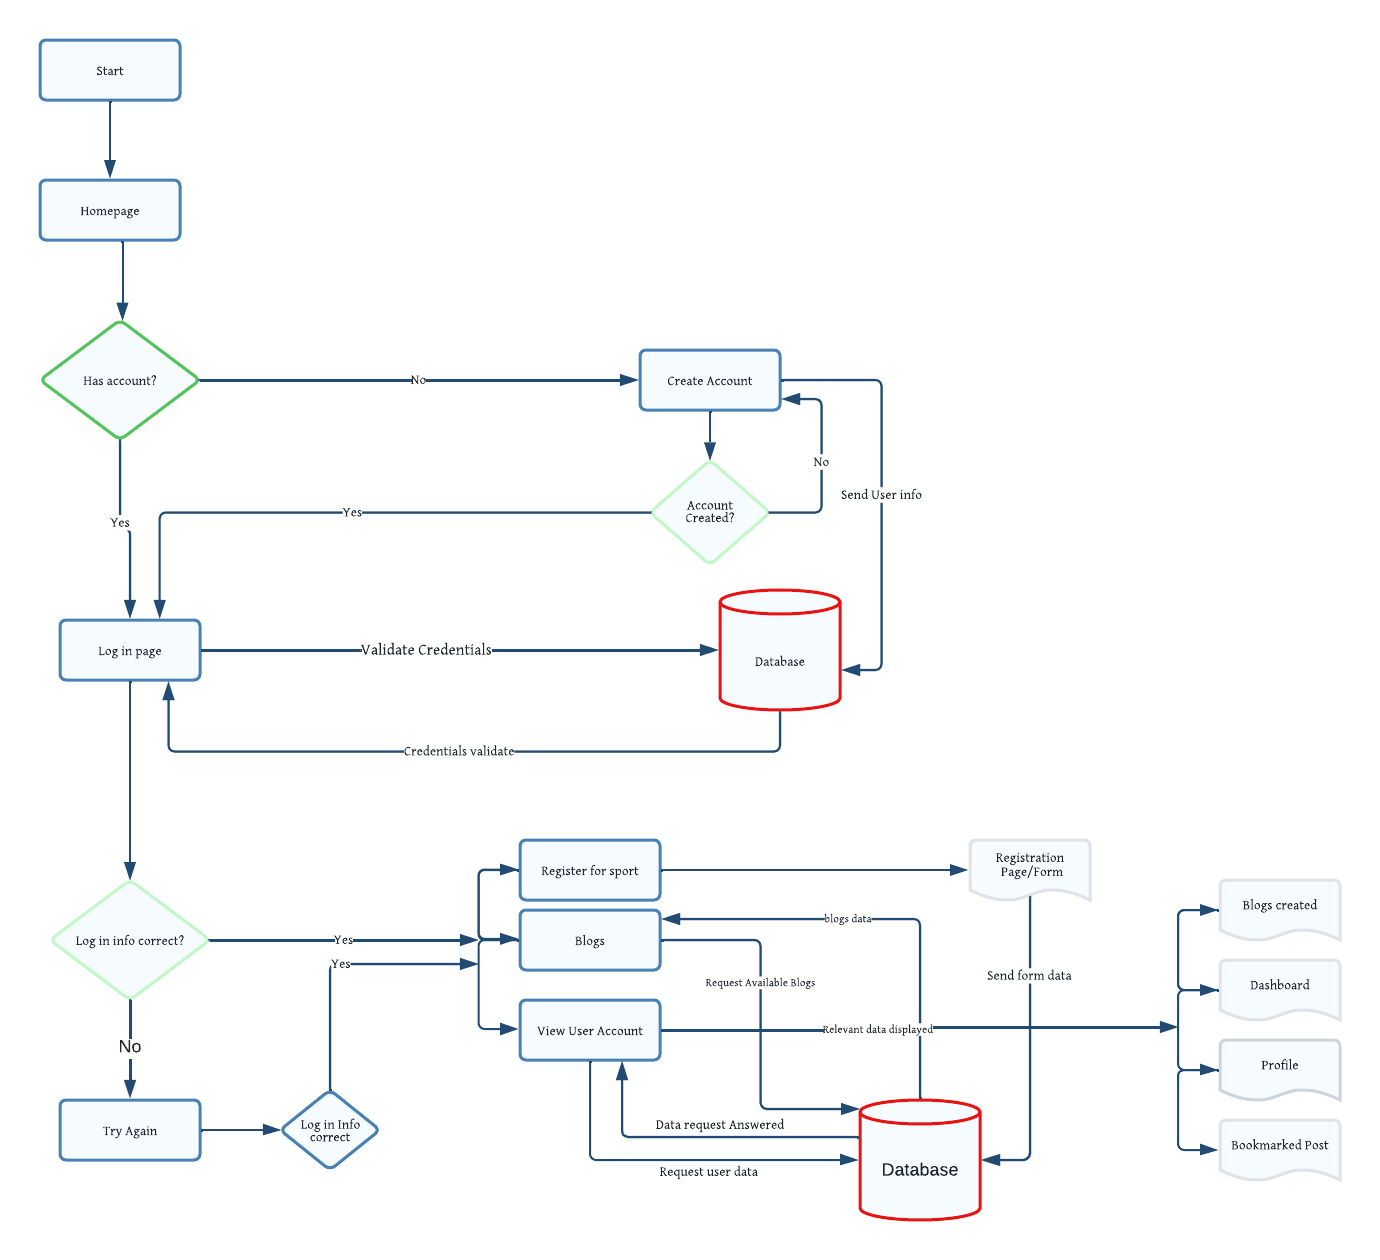 Start
Homepage
Has account?
No
Create Account
No
Send User info
Account
Created?
Yes
Yes
Log in page
Validate Credentials
Database
Credentials validate
Register for sport
Registration
Page/Form
Blogs created
blogs data
Log in info correct?
Yes
Blogs
Yes
Request Available Blogs
Send form data
Dashboard
View User Account
Relevant data displayed
No
Profile
Try Again
Log in Info
correct
Data request Answered
Request user data
Database
Bookmarked Post